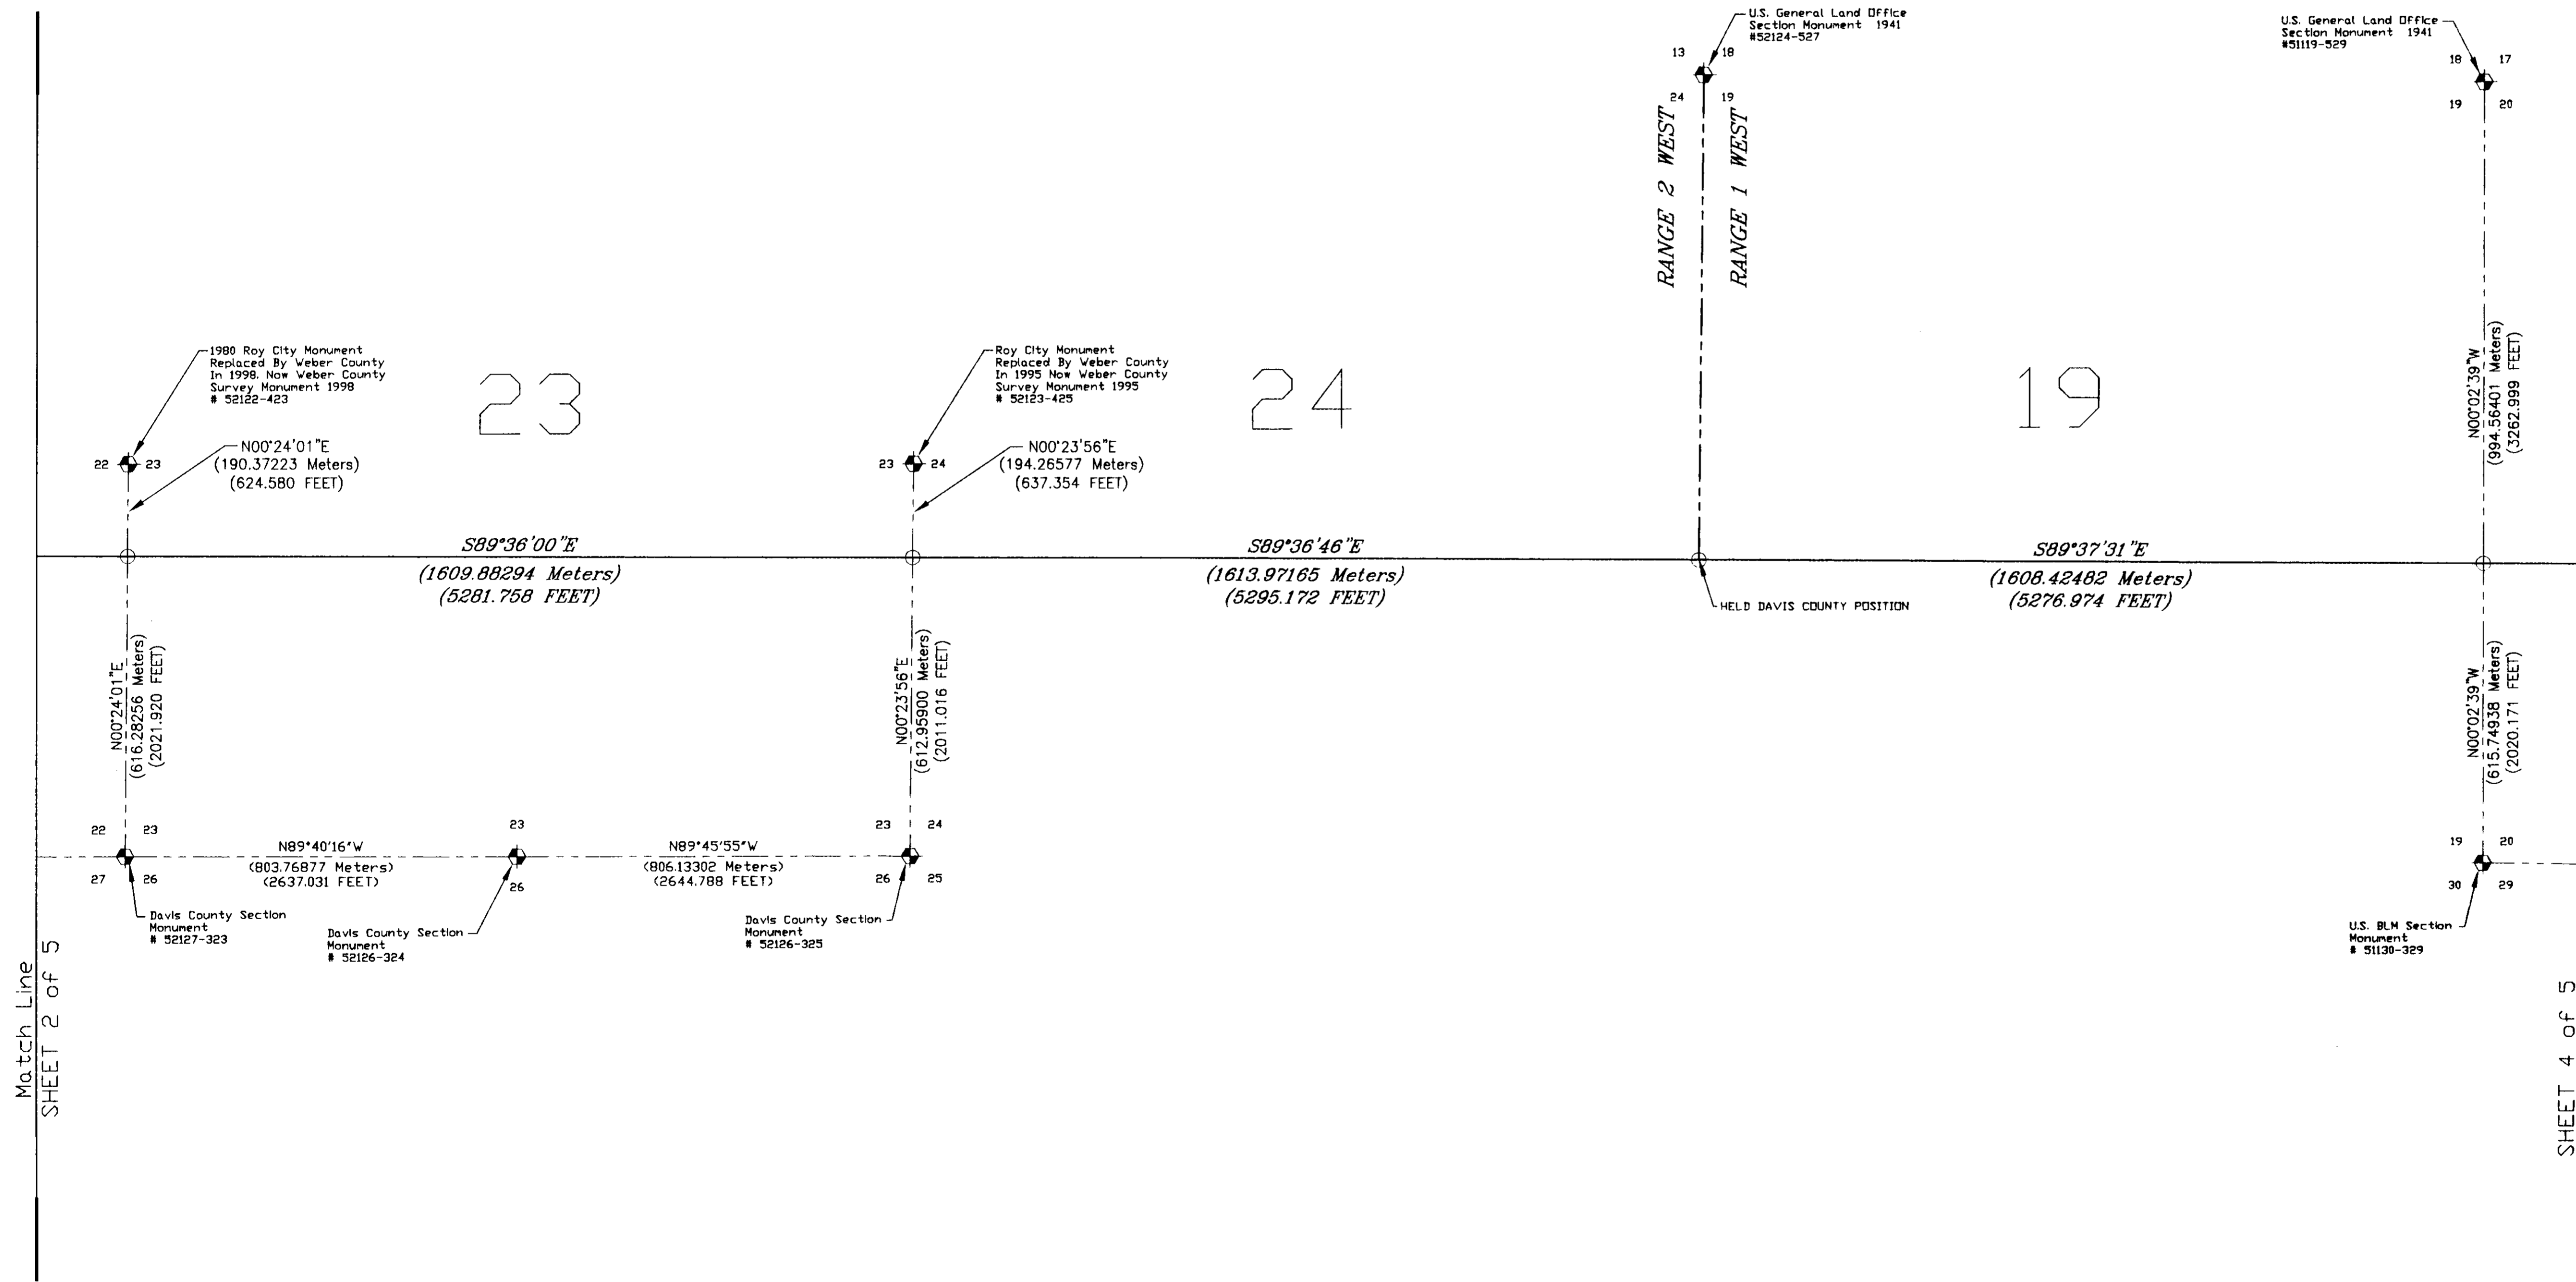 U.S. General Land Office
Section Monument 1941
#52124-527
U.S. General Land Office
Section Monument 1941
#51119-529
13 18
24 19
18 17
19 20
RANGE 2 WEST
RANGE 1 WEST
1980 Roy City Monument
Replaced By Weber County
In 1998. Now Weber County
Survey Monument 1998
# 52122-423
23
Roy City Monument
Replaced By Weber County
In 1995 Now Weber County
Survey Monument 1995
# 52123-425
24
19
N00°02'39"W
(994.56401 Meters)
(3262.999 FEET)
22 23
N00°24'01"E
(190.37223 Meters)
(624.580 FEET)
23 24
N00°23'56"E
(194.26577 Meters)
(637.354 FEET)
S89°36'00"E
(1609.88294 Meters)
(5281.758 FEET)
S89°36'46"E
(1613.97165 Meters)
(5295.172 FEET)
S89°37'31"E
(1608.42482 Meters)
(5276.974 FEET)
HELD DAVIS COUNTY POSITION
N00°24'01"E
(616.28256 Meters)
(2021.920 FEET)
N00°23'56"E
(612.95900 Meters)
(2011.016 FEET)
N00°02'39"W
(615.74938 Meters)
(2020.171 FEET)
22 23
27 26
N89°40'16"W
(803.76877 Meters)
(2637.031 FEET)
23
26
N89°45'55"W
(806.13302 Meters)
(2644.788 FEET)
23 24
26 25
19 20
30 29
Davis County Section
Monument
# 52127-323
Davis County Section
Monument
# 52126-324
Davis County Section
Monument
# 52126-325
U.S. BLM Section
Monument
# 51130-329
Match Line
SHEET 2 of 5
SHEET 4 of 5